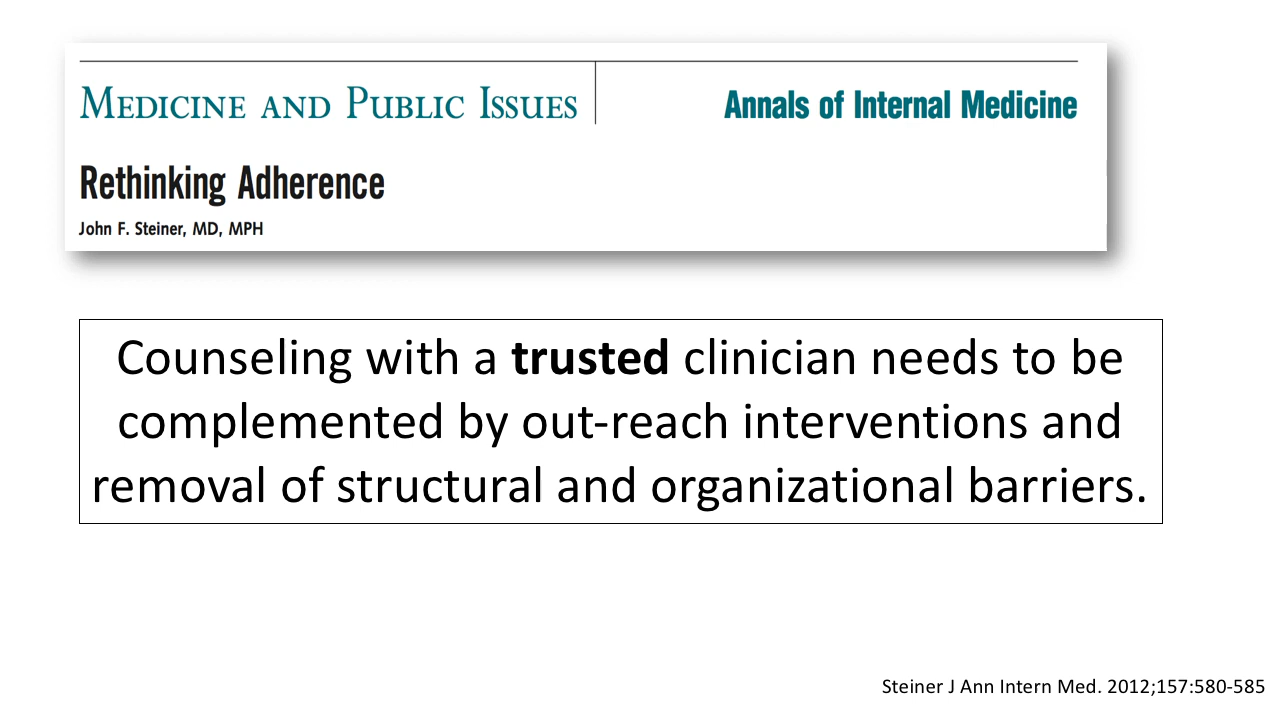 MEDICINE AND PUBLIC ISSUES
Annals of Internal Medicine
Rethinking Adherence
John F. Steiner, MD, MPH
Counseling with a trusted clinician needs to be
complemented by out-reach interventions and
removal of structural and organizational barriers.
Steiner J Ann Intern Med. 2012;157:580-585